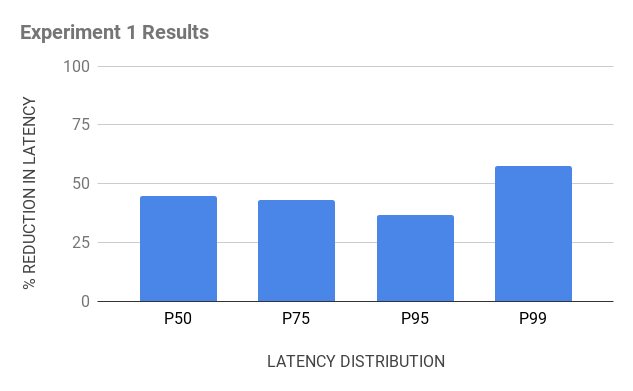 Experiment 1 Results
% REDUCTION IN LATENCY
100
75
50
25
0
P50 P75 P95 P99
LATENCY DISTRIBUTION